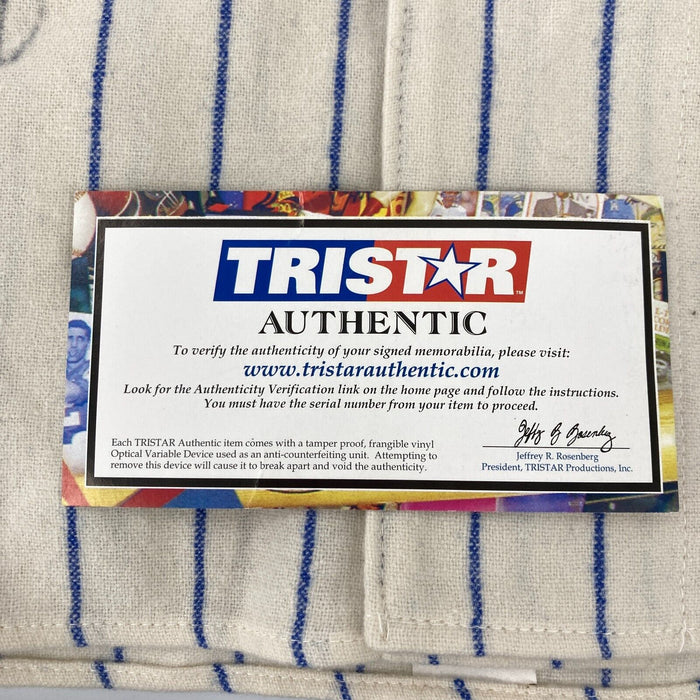 TRISTAR™
AUTHENTIC
To verify the authenticity of your signed memorabilia, please visit:
www.tristarauthentic.com
Look for the Authenticity Verification link on the home page and follow the instructions.
You must have the serial number from your item to proceed.
Each TRISTAR Authentic item comes with a tamper proof, frangible vinyl
Optical Variable Device used as an anti-counterfeiting unit. Attempting to
remove this device will cause it to break apart and void the authenticity.
Jeffrey R. Rosenberg
Jeffrey R. Rosenberg
President, TRISTAR Productions, Inc.